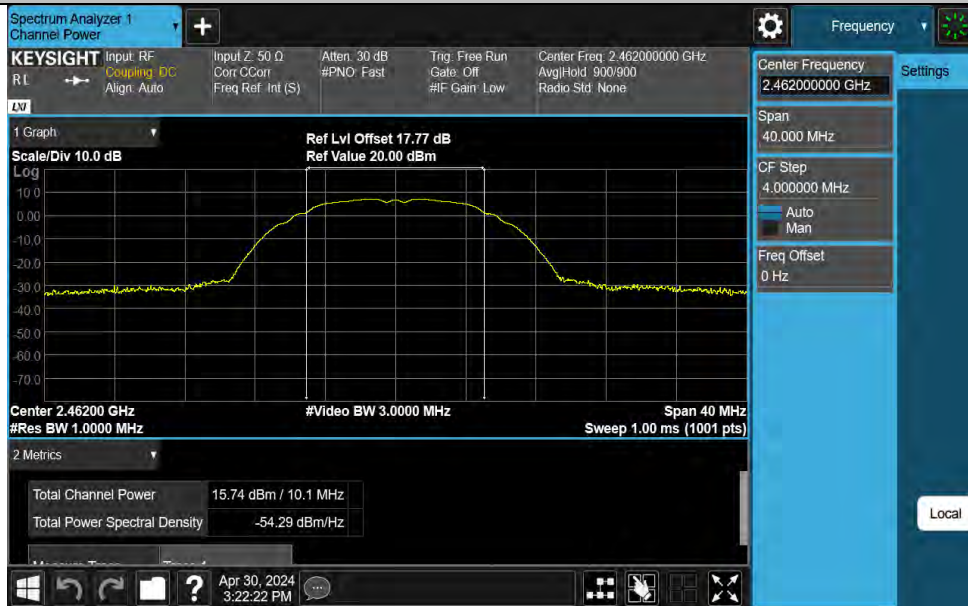 Spectrum Analyzer 1
Channel Power
+
Frequency
KEYSIGHT
Input: RF
Coupling: DC
Align: Auto
Input Z: 50 Ω
Corr CCorr
Freq Ref: Int (S)
Atten: 30 dB
#PNO: Fast
Trig: Free Run
Gate: Off
#IF Gain: Low
Center Freq: 2.462000000 GHz
Avg|Hold: 900/900
Radio Std: None
LXI
Center Frequency
2.462000000 GHz
Settings
Span
40.000 MHz
CF Step
4.000000 MHz
Auto
Man
Freq Offset
0 Hz
1 Graph
Scale/Div 10.0 dB
Ref Lvl Offset 17.77 dB
Ref Value 20.00 dBm
Log
10.0
0.00
-10.0
-20.0
-30.0
-40.0
-50.0
-60.0
-70.0
Center 2.46200 GHz
#Res BW 1.0000 MHz
#Video BW 3.0000 MHz
Span 40 MHz
Sweep 1.00 ms (1001 pts)
2 Metrics
Total Channel Power 15.74 dBm / 10.1 MHz
Total Power Spectral Density -54.29 dBm/Hz
Local
?
Apr 30, 2024
3:22:22 PM